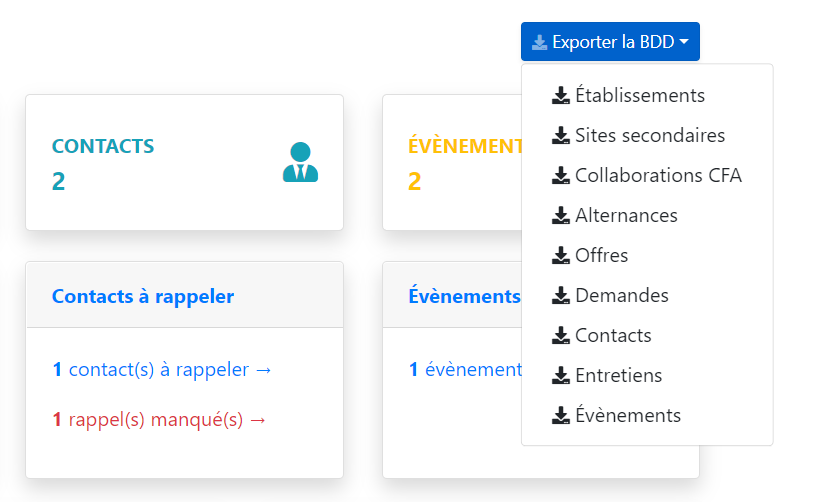 Exporter la BDD
Établissements
Sites secondaires
Collaborations CFA
Alternances
Offres
Demandes
Contacts
Entretiens
Évènements
CONTACTS
2
ÉVÈNEMENT
2
Contacts à rappeler
1 contact(s) à rappeler →
1 rappel(s) manqué(s) →
Évènements
1 évènement